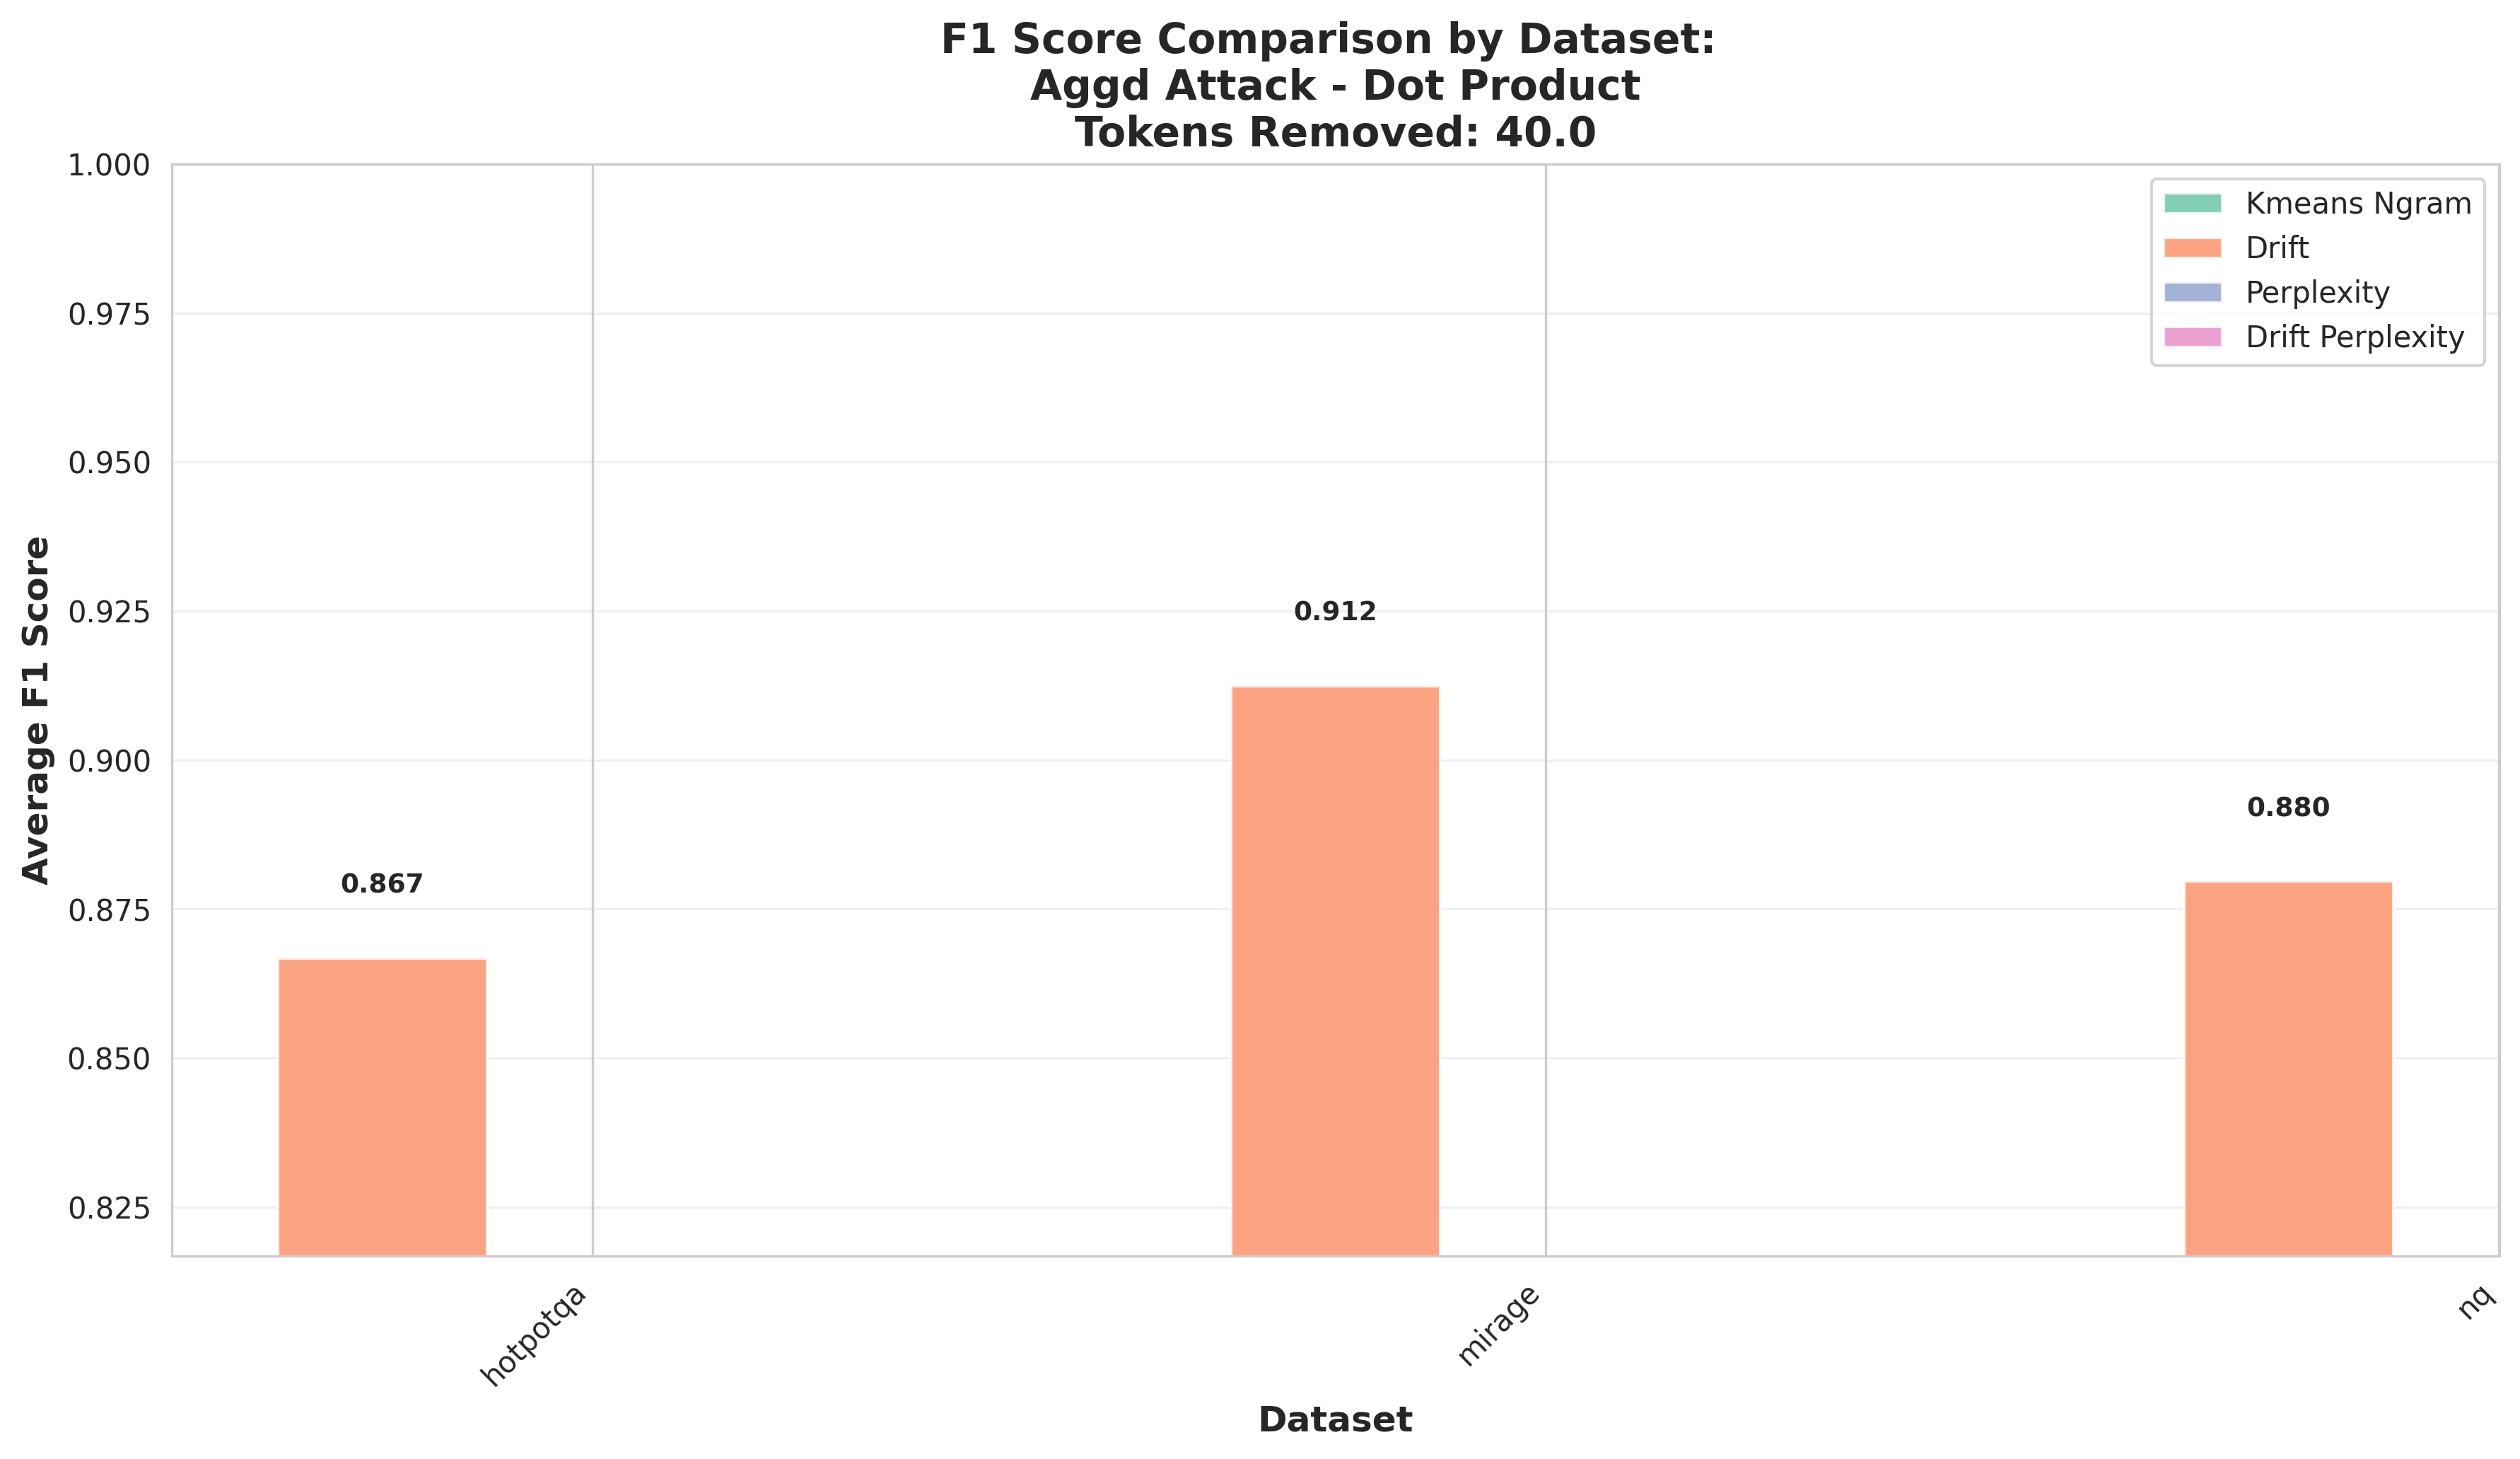 F1 Score Comparison by Dataset:
Aggd Attack - Dot Product
Tokens Removed: 40.0
Average F1 Score
1.000
0.975
0.950
0.925
0.900
0.875
0.850
0.825
Kmeans Ngram
Drift
Perplexity
Drift Perplexity
0.867
0.912
0.880
hotpotqa
mirage
nq
Dataset